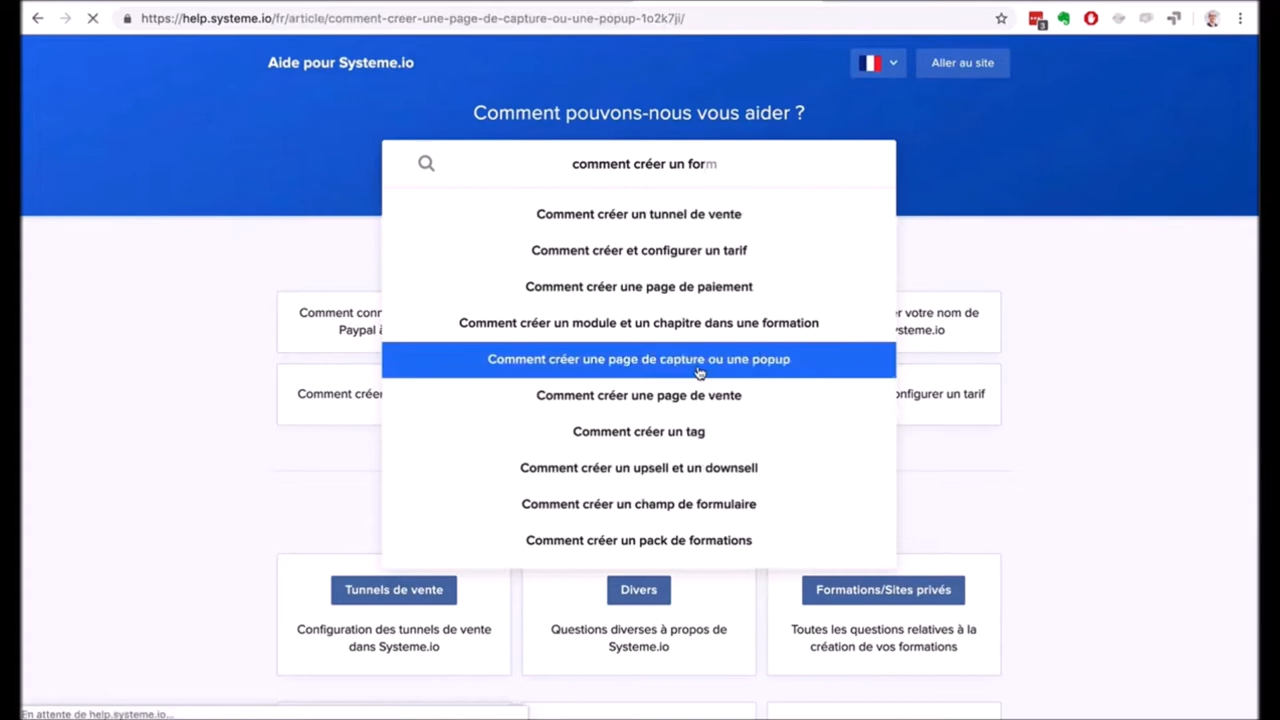 https://help.systeme.io/fr/article/comment-creer-une-page-de-capture-ou-une-popup-1o2k7ji/
3
Aide pour Systeme.io
Aller au site
Comment pouvons-nous vous aider ?
comment créer un form
Comment créer un tunnel de vente
Comment créer et configurer un tarif
Comment créer une page de paiement
Comment créer un module et un chapitre dans une formation
Comment créer une page de capture ou une popup
Comment créer une page de vente
Comment créer un tag
Comment créer un upsell et un downsell
Comment créer un champ de formulaire
Comment créer un pack de formations
Comment
Paypal
votre nom de
Comment
tarif
Tunnels de vente
Configuration des tunnels de vente
dans Systeme.io
Divers
Questions diverses à propos de
Systeme.io
Formations/Sites privés
Toutes les questions relatives à la
création de vos formations
En attente de help.systeme.io...